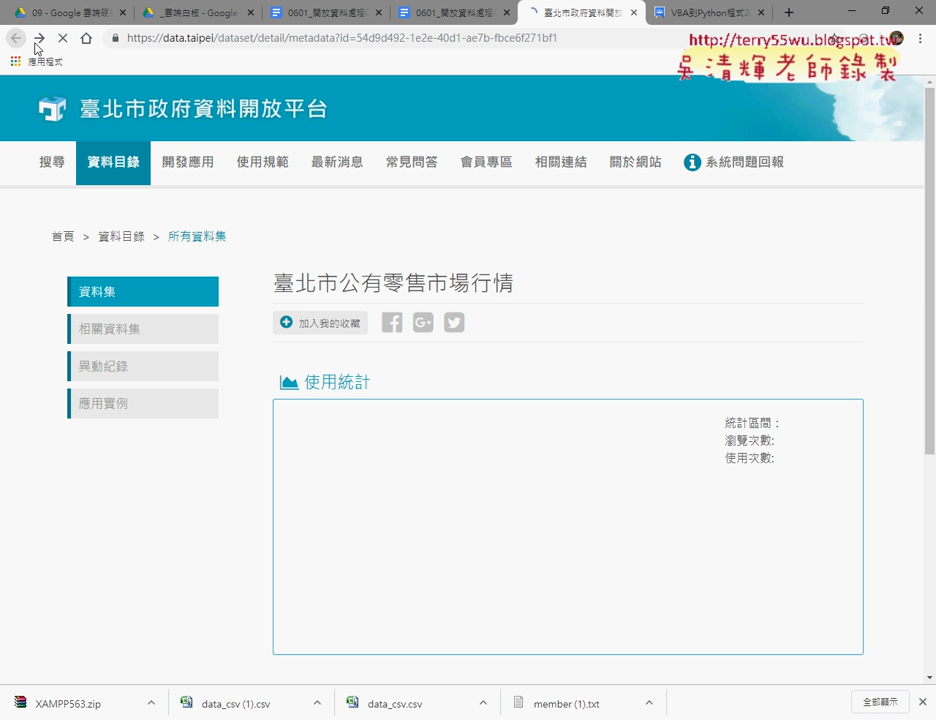 09 - Google 雲端硬
_雲端白板 - Google
0601_開放資料處理
0601_開放資料處理
臺北市政府資料開放
VBA到Python程式
https://data.taipei/dataset/detail/metadata?id=54d9d492-1e2e-40d1-ae7b-fbce6f271bf1
http://terry55wu.blogspot.tw
應用程式
吳清輝老師錄製
臺北市政府資料開放平台
搜尋 資料目錄 開發應用 使用規範 最新消息 常見問答 會員專區 相關連結 關於網站 系統問題回報
首頁 > 資料目錄 > 所有資料集
資料集
相關資料集
異動紀錄
應用實例
臺北市公有零售市場行情
加入我的收藏
使用統計
統計區間：
瀏覽次數:
使用次數:
XAMPP563.zip
data_csv (1).csv
data_csv.csv
member (1).txt
全部顯示